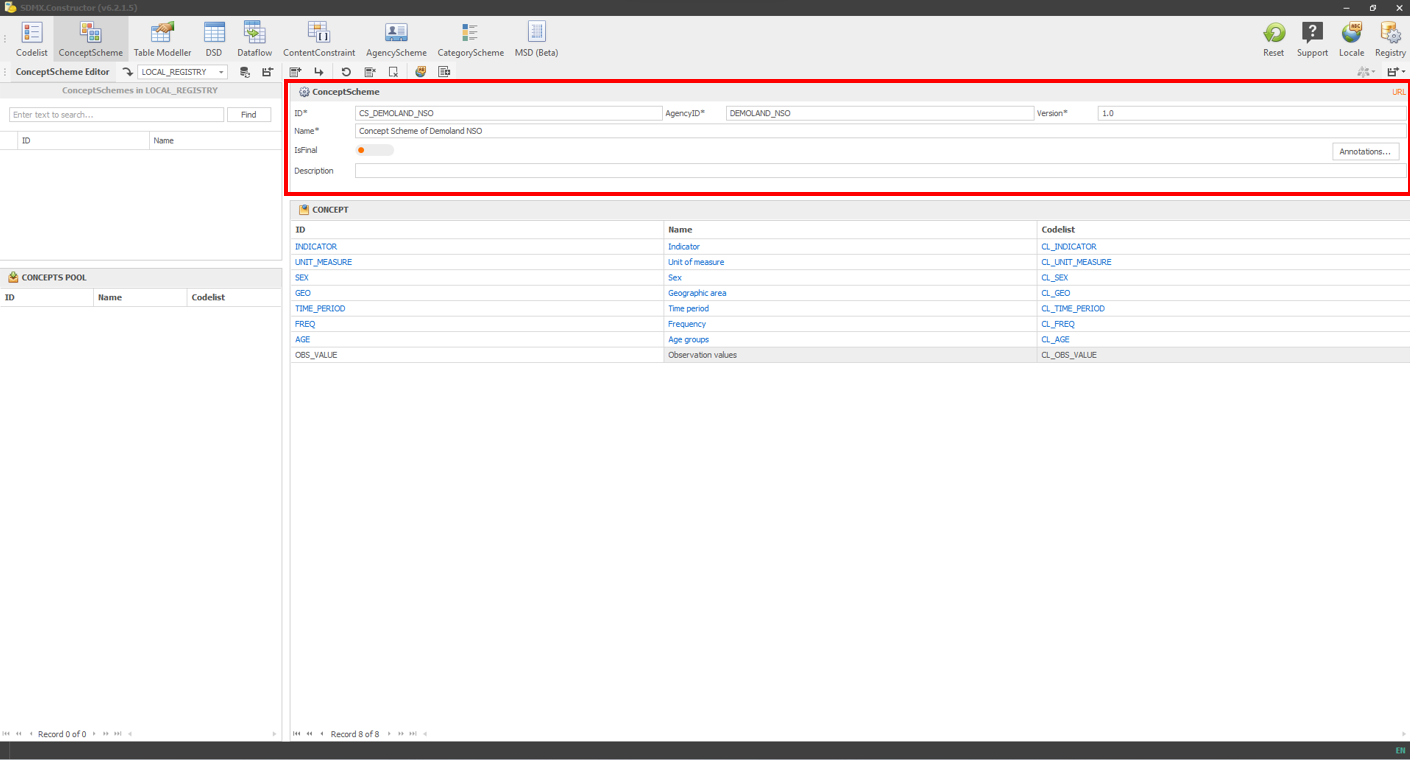 SDMX.Constructor (v6.2.1.5)
Codelist ConceptScheme Table Modeller DSD Dataflow ContentConstraint AgencyScheme CategoryScheme MSD (Beta) Reset Support Locale Registry
ConceptScheme Editor LOCAL_REGISTRY
ConceptSchemes in LOCAL_REGISTRY
Enter text to search... Find
ID Name
CONCEPTS POOL
ID Name Codelist
Record 0 of 0
ConceptScheme URL
ID* CS_DEMOLAND_NSO AgencyID* DEMOLAND_NSO Version* 1.0
Name* Concept Scheme of Demoland NSO
IsFinal Annotations...
Description
CONCEPT
ID Name Codelist
INDICATOR Indicator CL_INDICATOR
UNIT_MEASURE Unit of measure CL_UNIT_MEASURE
SEX Sex CL_SEX
GEO Geographic area CL_GEO
TIME_PERIOD Time period CL_TIME_PERIOD
FREQ Frequency CL_FREQ
AGE Age groups CL_AGE
OBS_VALUE Observation values CL_OBS_VALUE
Record 8 of 8
EN